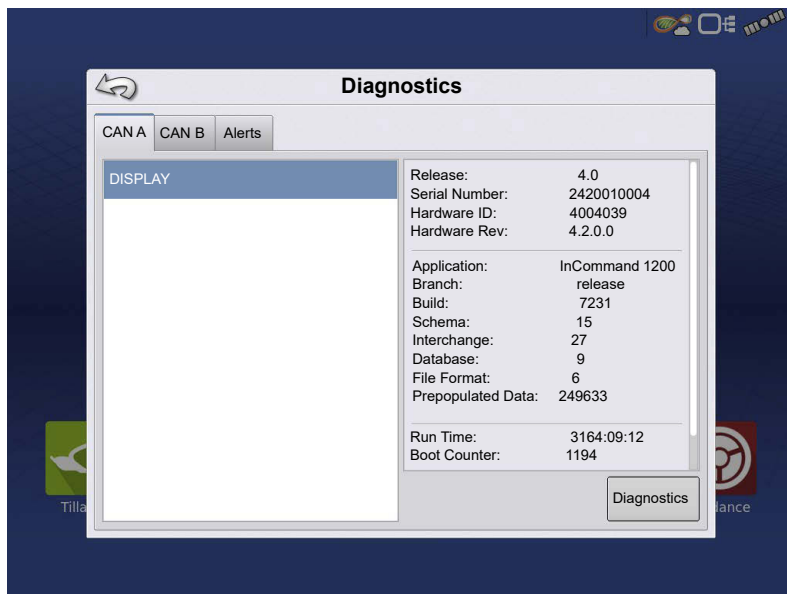 Diagnostics
CAN A CAN B Alerts
DISPLAY
Release: 4.0
Serial Number: 2420010004
Hardware ID: 4004039
Hardware Rev: 4.2.0.0
Application: InCommand 1200
Branch: release
Build: 7231
Schema: 15
Interchange: 27
Database: 9
File Format: 6
Prepopulated Data: 249633
Run Time: 3164:09:12
Boot Counter: 1194
Diagnostics
Tilla
dance